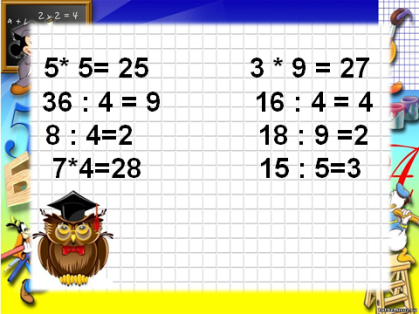 2 x 2 = 4
5* 5= 25 3 * 9 = 27
36 : 4 = 9 16 : 4 = 4
8 : 4=2 18 : 9 =2
7*4=28 15 : 5=3